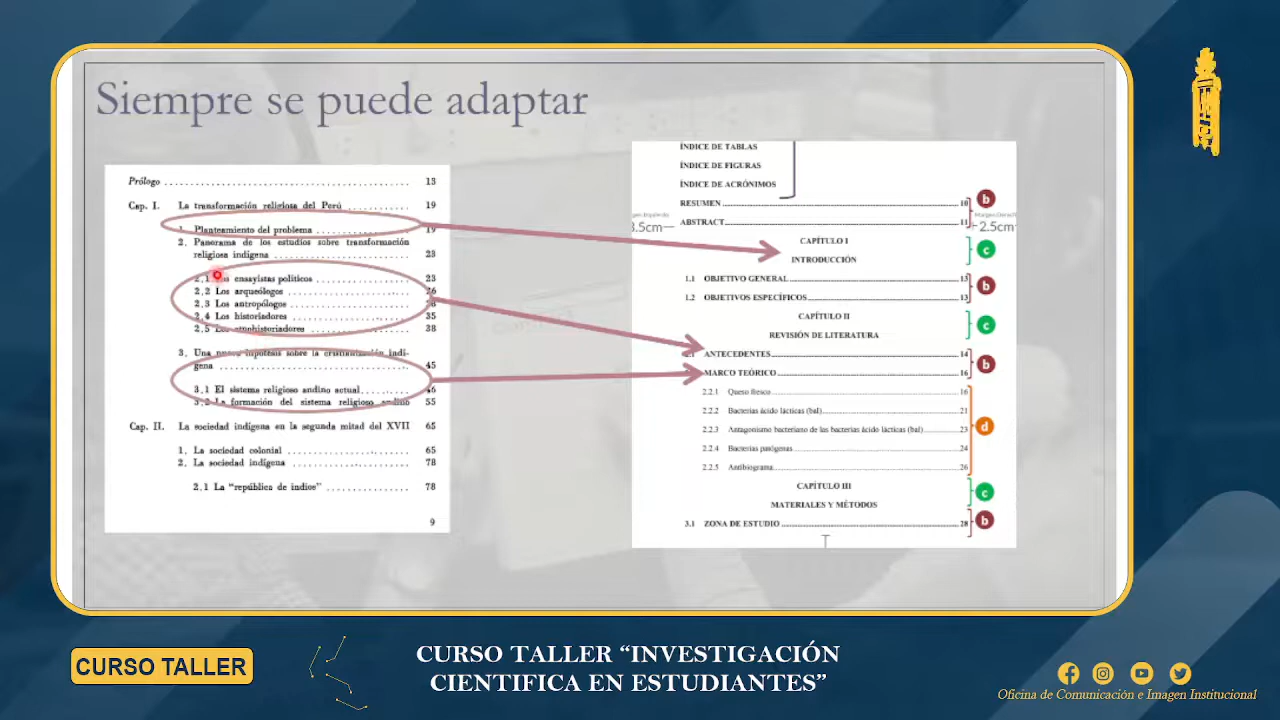 Siempre se puede adaptar
Prólogo 13
Cap. I. La transformación religiosa del Perú 19
1. Planteamiento del problema 19
2. Panorama de los estudios sobre transformación
religiosa indígena 23
2.1 ensayistas políticos 23
2.2 Los arqueólogos
2.3 Los antropólogos
2.4 Los historiadores 35
2.5 Los etnohistoriadores 38
3. Una nueva hipótesis sobre la cristianización indí-
gena 45
3.1 El sistema religioso andino actual 46
3.2 La formación del sistema religioso andino 55
Cap. II. La sociedad indígena en la segunda mitad del XVII 65
1. La sociedad colonial 65
2. La sociedad indígena 78
2.1 La “república de indios” 78
9
ÍNDICE DE TABLAS
ÍNDICE DE FIGURAS
ÍNDICE DE ACRÓNIMOS
RESUMEN 10
b
3.5cm
ABSTRACT 11
2.5cm
CAPÍTULO I
c
INTRODUCCIÓN
1.1 OBJETIVO GENERAL 13
b
1.2 OBJETIVOS ESPECÍFICOS 13
CAPÍTULO II
c
REVISIÓN DE LITERATURA
2.1 ANTECEDENTES 14
b
MARCO TEÓRICO 16
2.2.1 Queso fresco 16
2.2.2 Bacterias ácido lácticas (bal) 21
2.2.3 Antagonismo bacteriano de las bacterias ácido lácticas (bal) 23
d
2.2.4 Bacterias patógenas 24
2.2.5 Antibiograma 26
CAPÍTULO III
c
MATERIALES Y MÉTODOS
3.1 ZONA DE ESTUDIO 28
b
CURSO TALLER
CURSO TALLER “INVESTIGACIÓN
CIENTIFICA EN ESTUDIANTES”
Oficina de Comunicación e Imagen Institucional